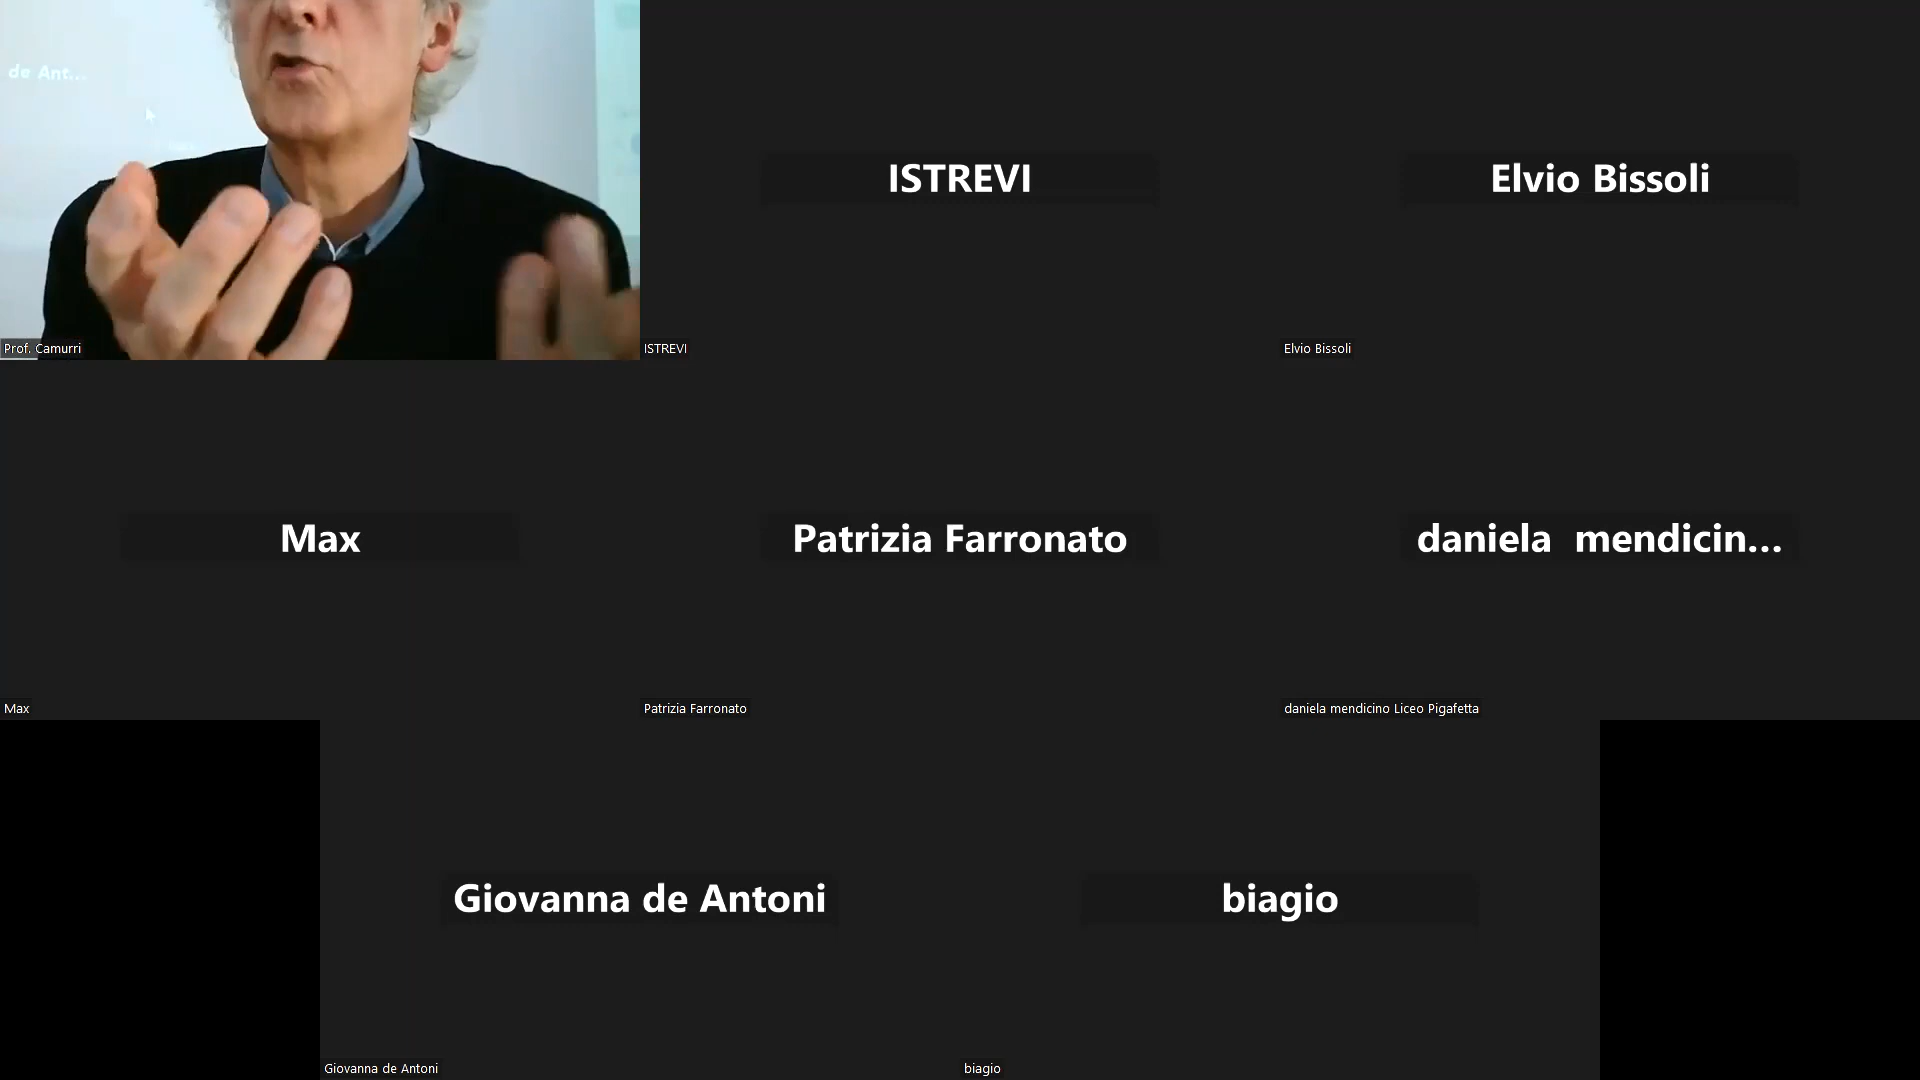 de Ant...
Prof. Camurri
ISTREVI
ISTREVI
Elvio Bissoli
Elvio Bissoli
Max
Max
Patrizia Farronato
Patrizia Farronato
daniela mendicin...
daniela mendicino Liceo Pigafetta
Giovanna de Antoni
Giovanna de Antoni
biagio
biagio